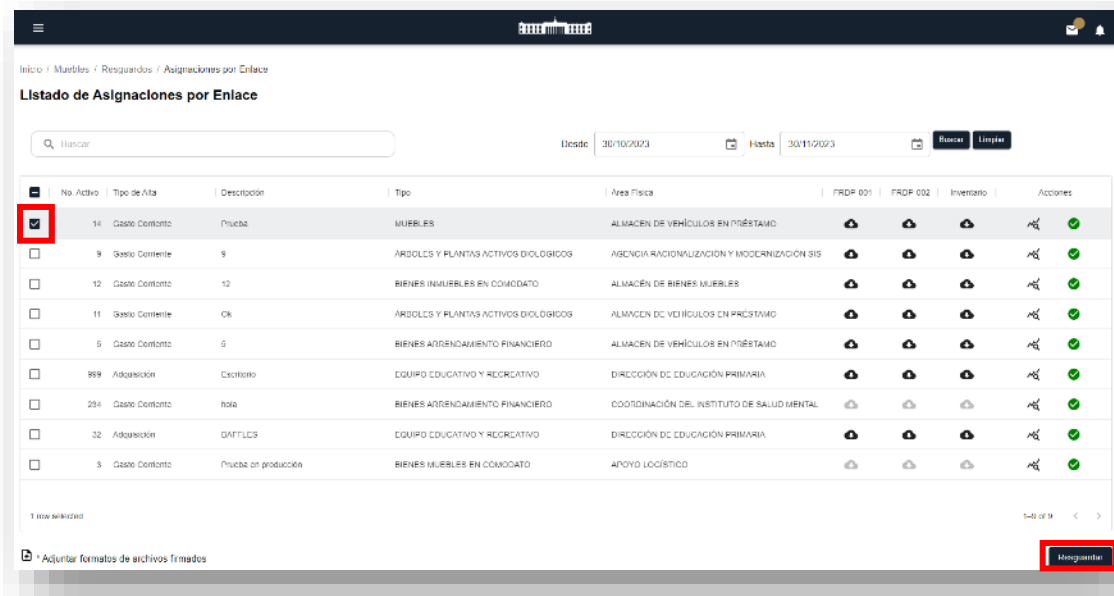 Inicio / Muebles / Resguardos / Asignaciones por Enlace
Listado de Asignaciones por Enlace
Buscar Desde 30/10/2023 Hasta 30/11/2023 Buscar Limpiar
No. Activo Tipo de Alta Descripción Tipo Area Física FRDP 001 FRDP 002 Inventario Acciones
14 Gasto Corriente Prueba MUEBLES ALMACEN DE VEHÍCULOS EN PRÉSTAMO
9 Gasto Corriente 9 ÁRBOLES Y PLANTAS ACTIVOS BIOLÓGICOS AGENCIA RACIONALIZACIÓN Y MODERNIZACIÓN SIS
12 Gasto Corriente 12 BIENES INMUEBLES EN COMODATO ALMACÉN DE BIENES MUEBLES
11 Gasto Corriente Ok ÁRBOLES Y PLANTAS ACTIVOS BIOLÓGICOS ALMACEN DE VEHÍCULOS EN PRÉSTAMO
5 Gasto Corriente BIENES ARRENDAMIENTO FINANCIERO ALMACEN DE VEHÍCULOS EN PRÉSTAMO
999 Adquisición Escritorio EQUIPO EDUCATIVO Y RECREATIVO DIRECCIÓN DE EDUCACIÓN PRIMARIA
234 Gasto Corriente hola BIENES ARRENDAMIENTO FINANCIERO COORDINACIÓN DEL INSTITUTO DE SALUD MENTAL
32 Adquisición BAFFLES EQUIPO EDUCATIVO Y RECREATIVO DIRECCIÓN DE EDUCACIÓN PRIMARIA
3 Gasto Corriente Prueba en producción BIENES MUEBLES EN COMODATO APOYO LOGÍSTICO
1 row selected 1–9 of 9
* Adjuntar formatos de archivos firmados Resguardar